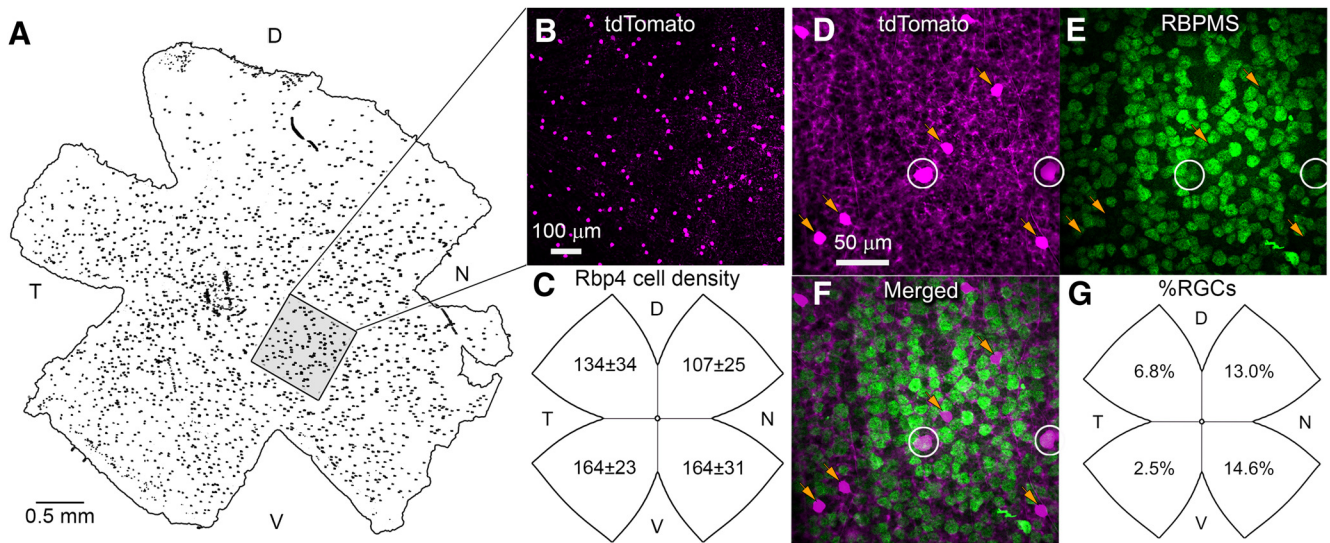 A
D
T
N
V
0.5 mm
B
tdTomato
100 µm
C
Rbp4 cell density
D
134±34
107±25
T
N
164±23
164±31
V
D
tdTomato
50 µm
E
RBPMS
F
Merged
G
%RGCs
D
6.8%
13.0%
T
N
2.5%
14.6%
V